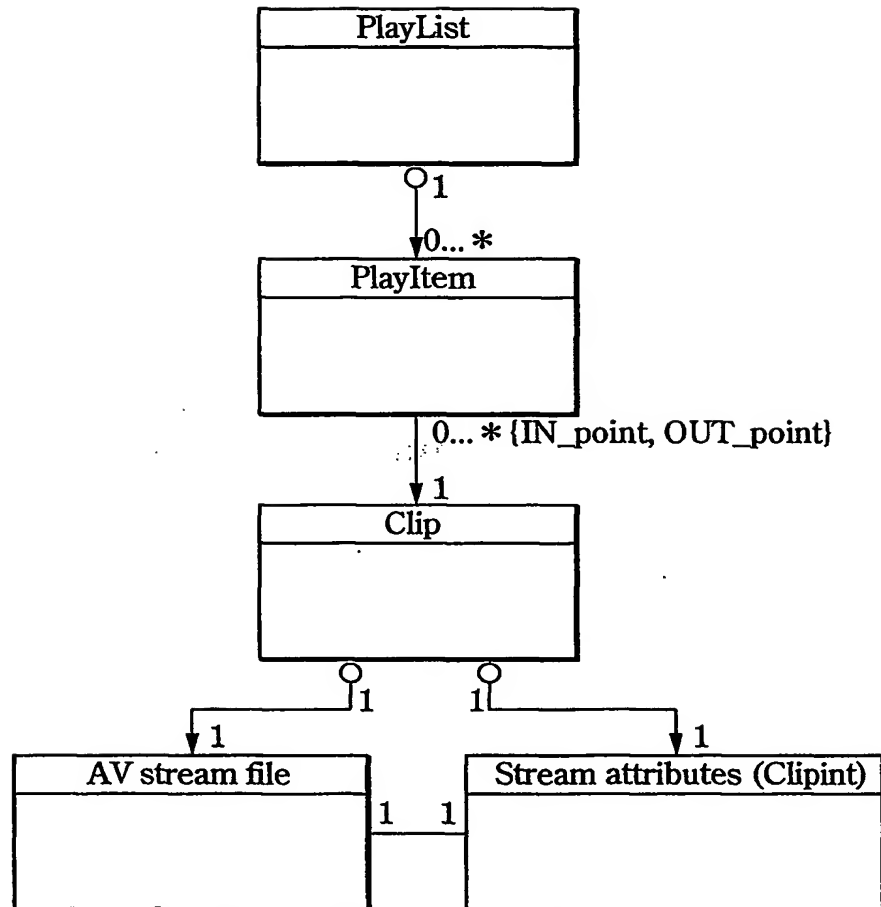 PlayList
1
0... *
PlayItem
0... * {IN_point, OUT_point}
1
Clip
1 1
1 1
AV stream file Stream attributes (Clipint)
1 1